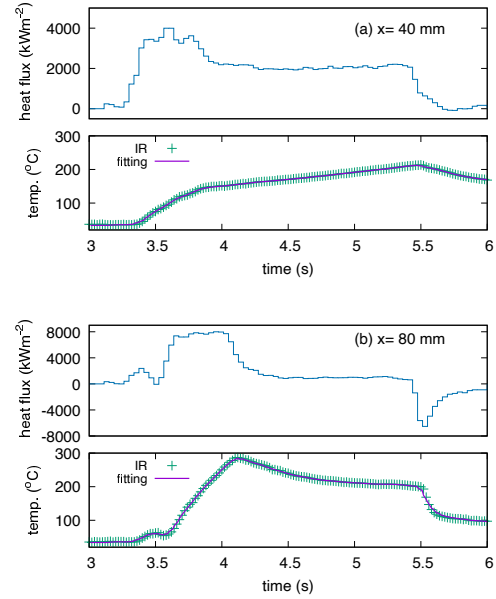 heat flux (kWm-2)
4000
2000
0
(a) x= 40 mm
temp. (oC)
300
200
100
IR
fitting
3 3.5 4 4.5 5 5.5 6
time (s)
heat flux (kWm-2)
8000
4000
0
-4000
-8000
(b) x= 80 mm
temp. (oC)
300
200
100
IR
fitting
3 3.5 4 4.5 5 5.5 6
time (s)